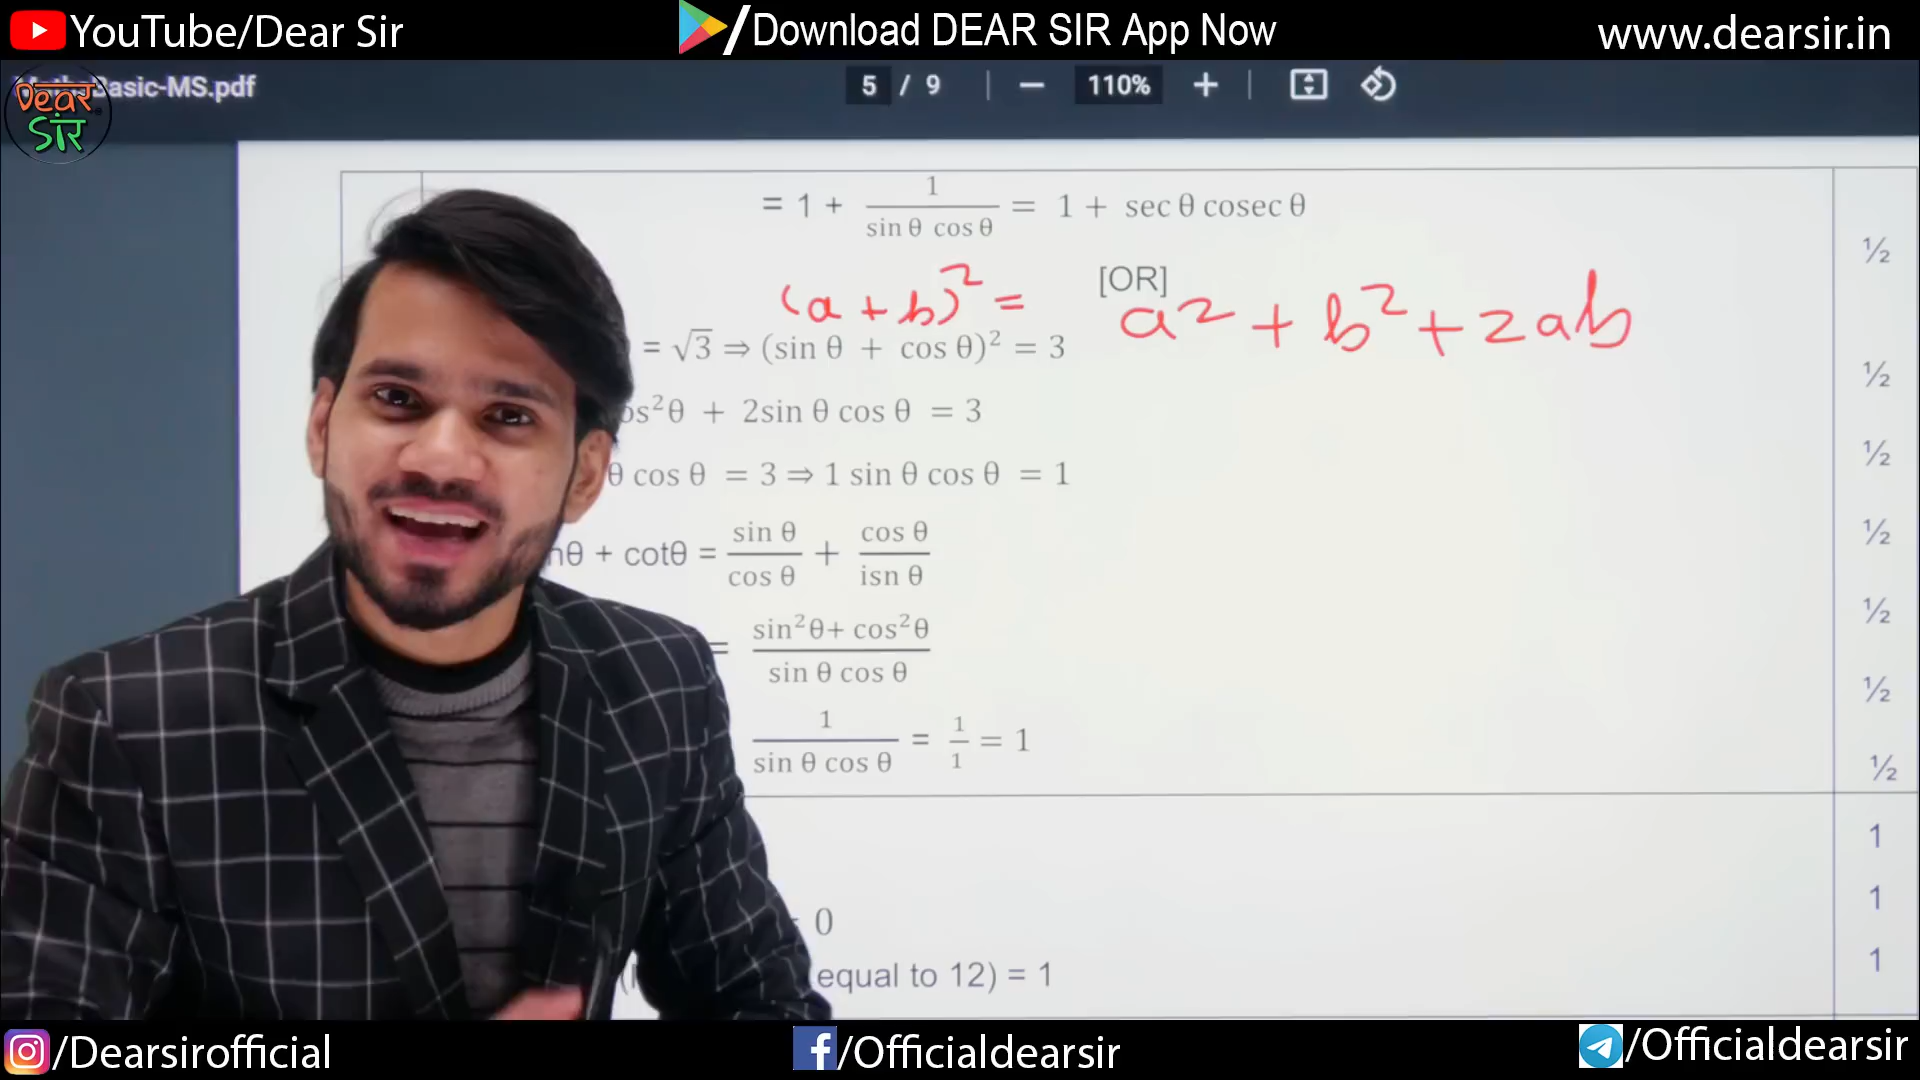 YouTube/Dear Sir
/Download DEAR SIR App Now
www.dearsir.in
Basic-MS.pdf
5 / 9
110%
Dear
Sir
= 1 + 1/(sin θ cos θ) = 1 + sec θ cosec θ
½
[OR]
(a + b)² = a² + b² + 2ab
= √3 ⇒ (sin θ + cos θ)² = 3
½
os²θ + 2sin θ cos θ = 3
½
θ cos θ = 3 ⇒ 1 sin θ cos θ = 1
½
nθ + cotθ = sin θ/cos θ + cos θ/isn θ
½
= (sin²θ+ cos²θ)/(sin θ cos θ)
½
1/(sin θ cos θ) = 1/1 = 1
½
1
0
1
equal to 12) = 1
1
/Dearsirofficial
/Officialdearsir
/Officialdearsir